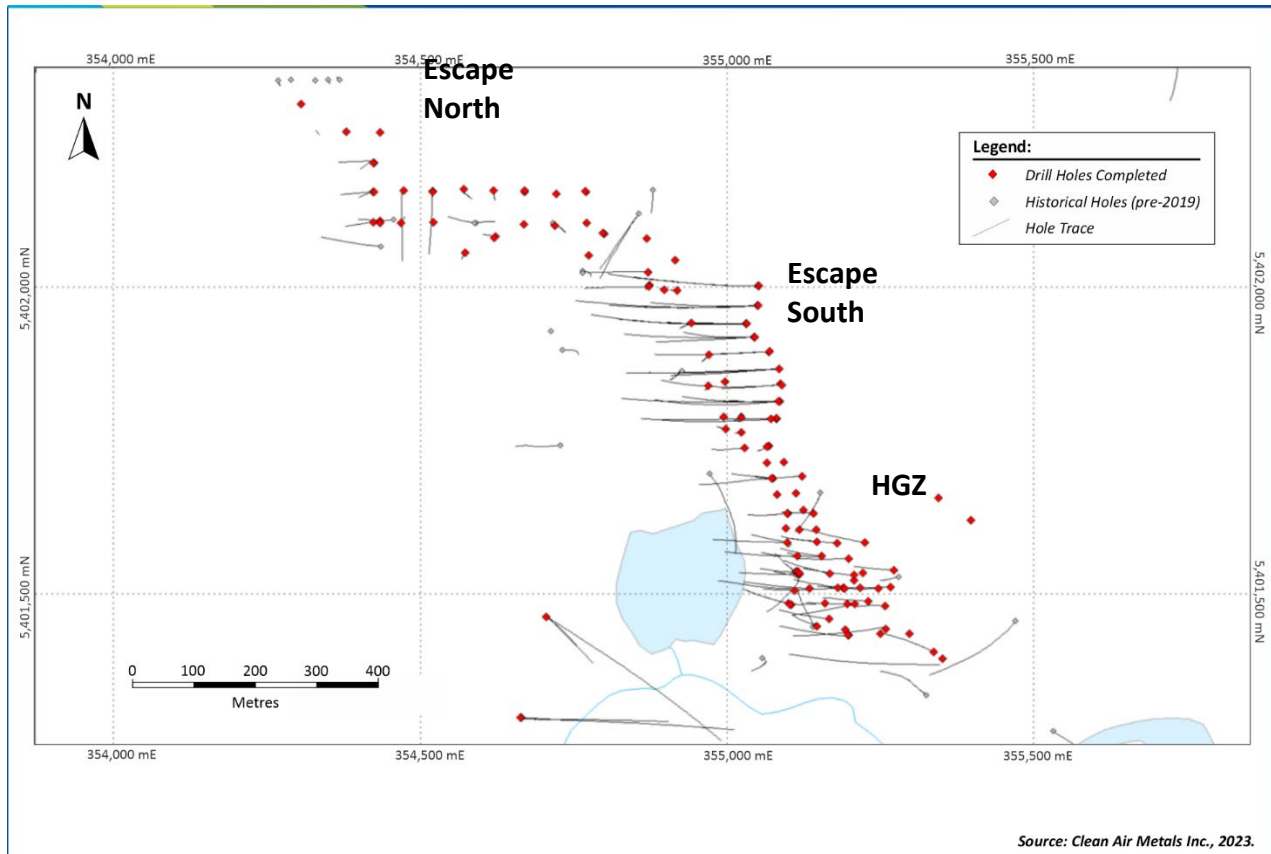 354,000 mE
354,500 mE
355,000 mE
355,500 mE
Escape
North
N
Legend:
Drill Holes Completed
Historical Holes (pre-2019)
Hole Trace
Escape
South
5,402,000 mN
5,402,000 mN
HGZ
5,401,500 mN
5,401,500 mN
0 100 200 300 400
Metres
354,000 mE
354,500 mE
355,000 mE
355,500 mE
Source: Clean Air Metals Inc., 2023.